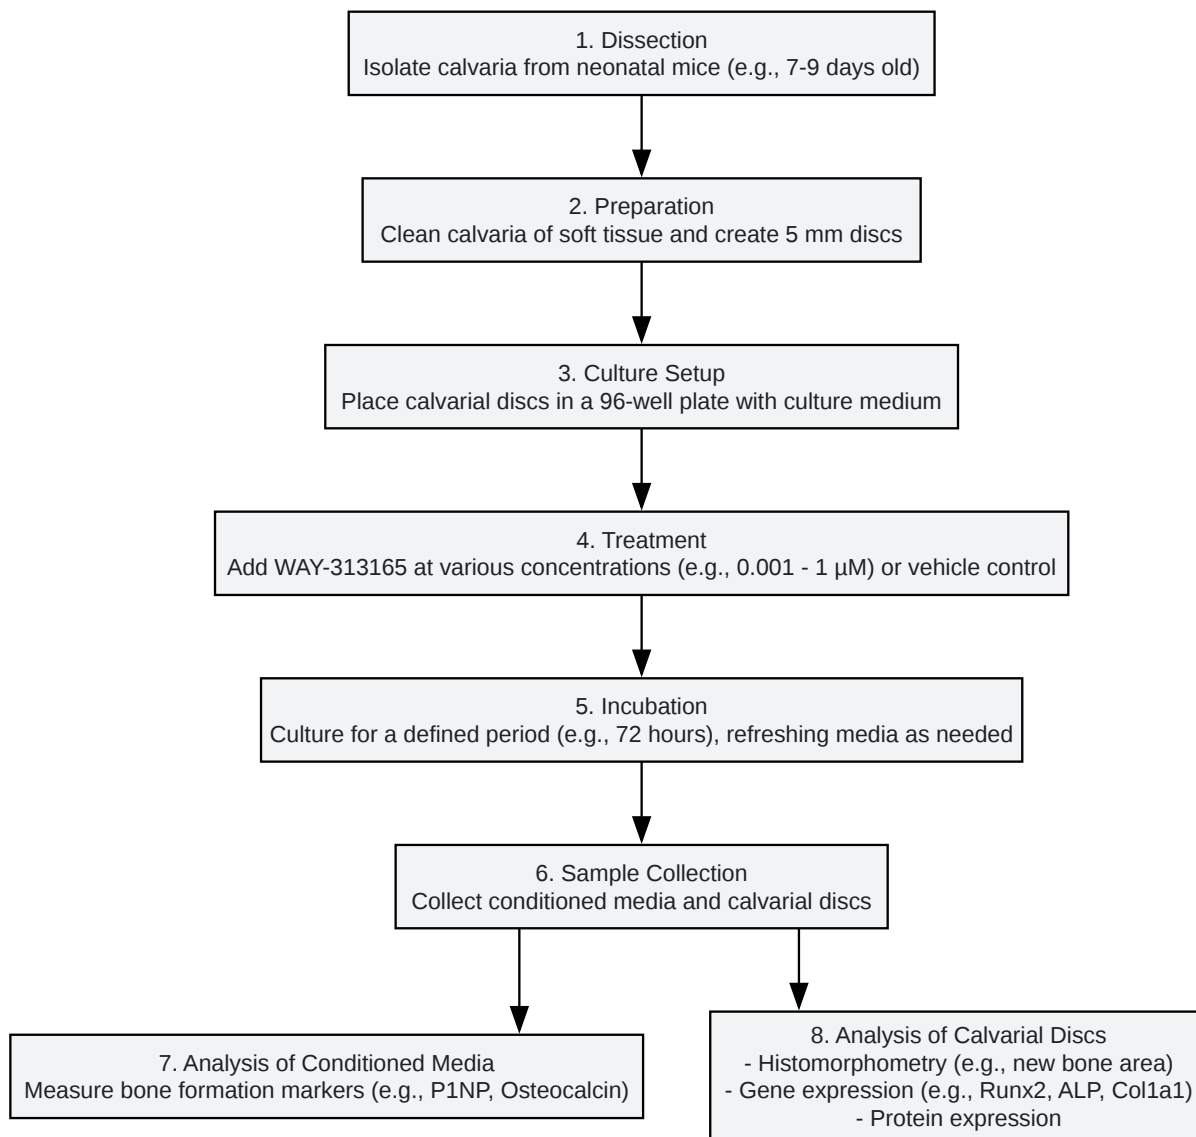 1. Dissection
Isolate calvaria from neonatal mice (e.g., 7-9 days old)
2. Preparation
Clean calvaria of soft tissue and create 5 mm discs
3. Culture Setup
Place calvarial discs in a 96-well plate with culture medium
4. Treatment
Add WAY-313165 at various concentrations (e.g., 0.001 - 1 µM) or vehicle control
5. Incubation
Culture for a defined period (e.g., 72 hours), refreshing media as needed
6. Sample Collection
Collect conditioned media and calvarial discs
7. Analysis of Conditioned Media
Measure bone formation markers (e.g., P1NP, Osteocalcin)
8. Analysis of Calvarial Discs
- Histomorphometry (e.g., new bone area)
- Gene expression (e.g., Runx2, ALP, Col1a1)
- Protein expression